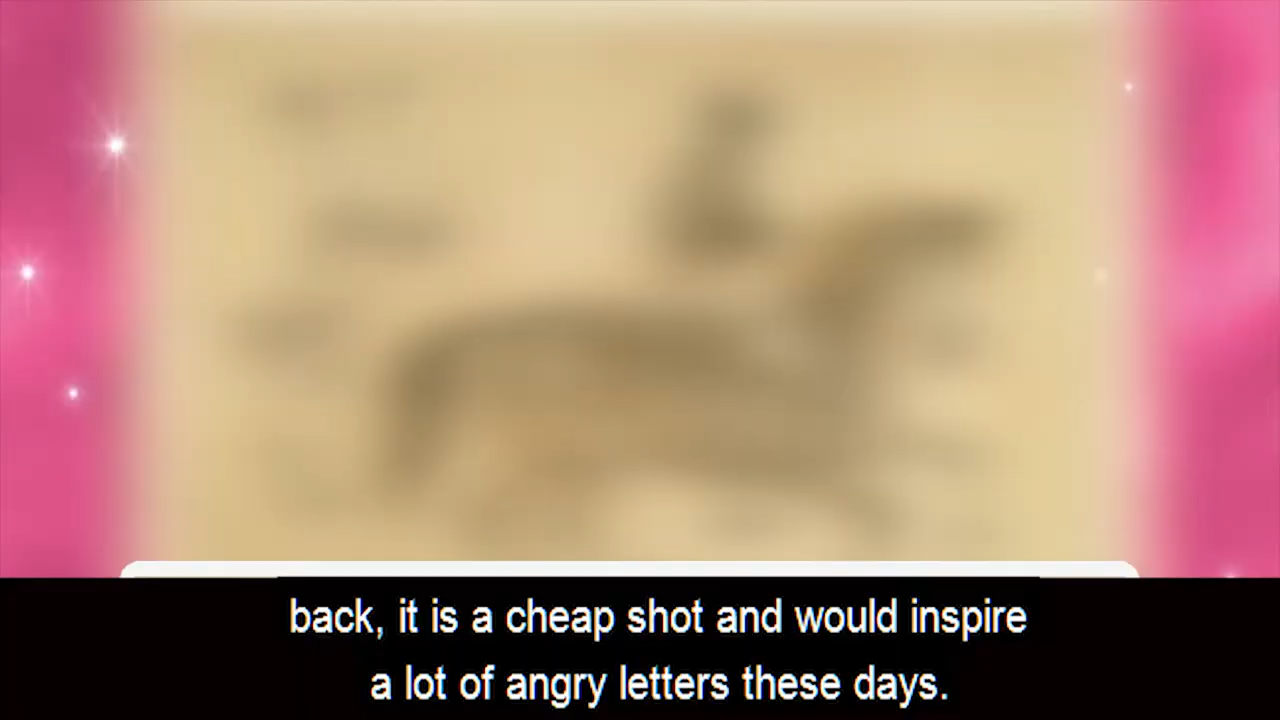 back, it is a cheap shot and would inspire
a lot of angry letters these days.